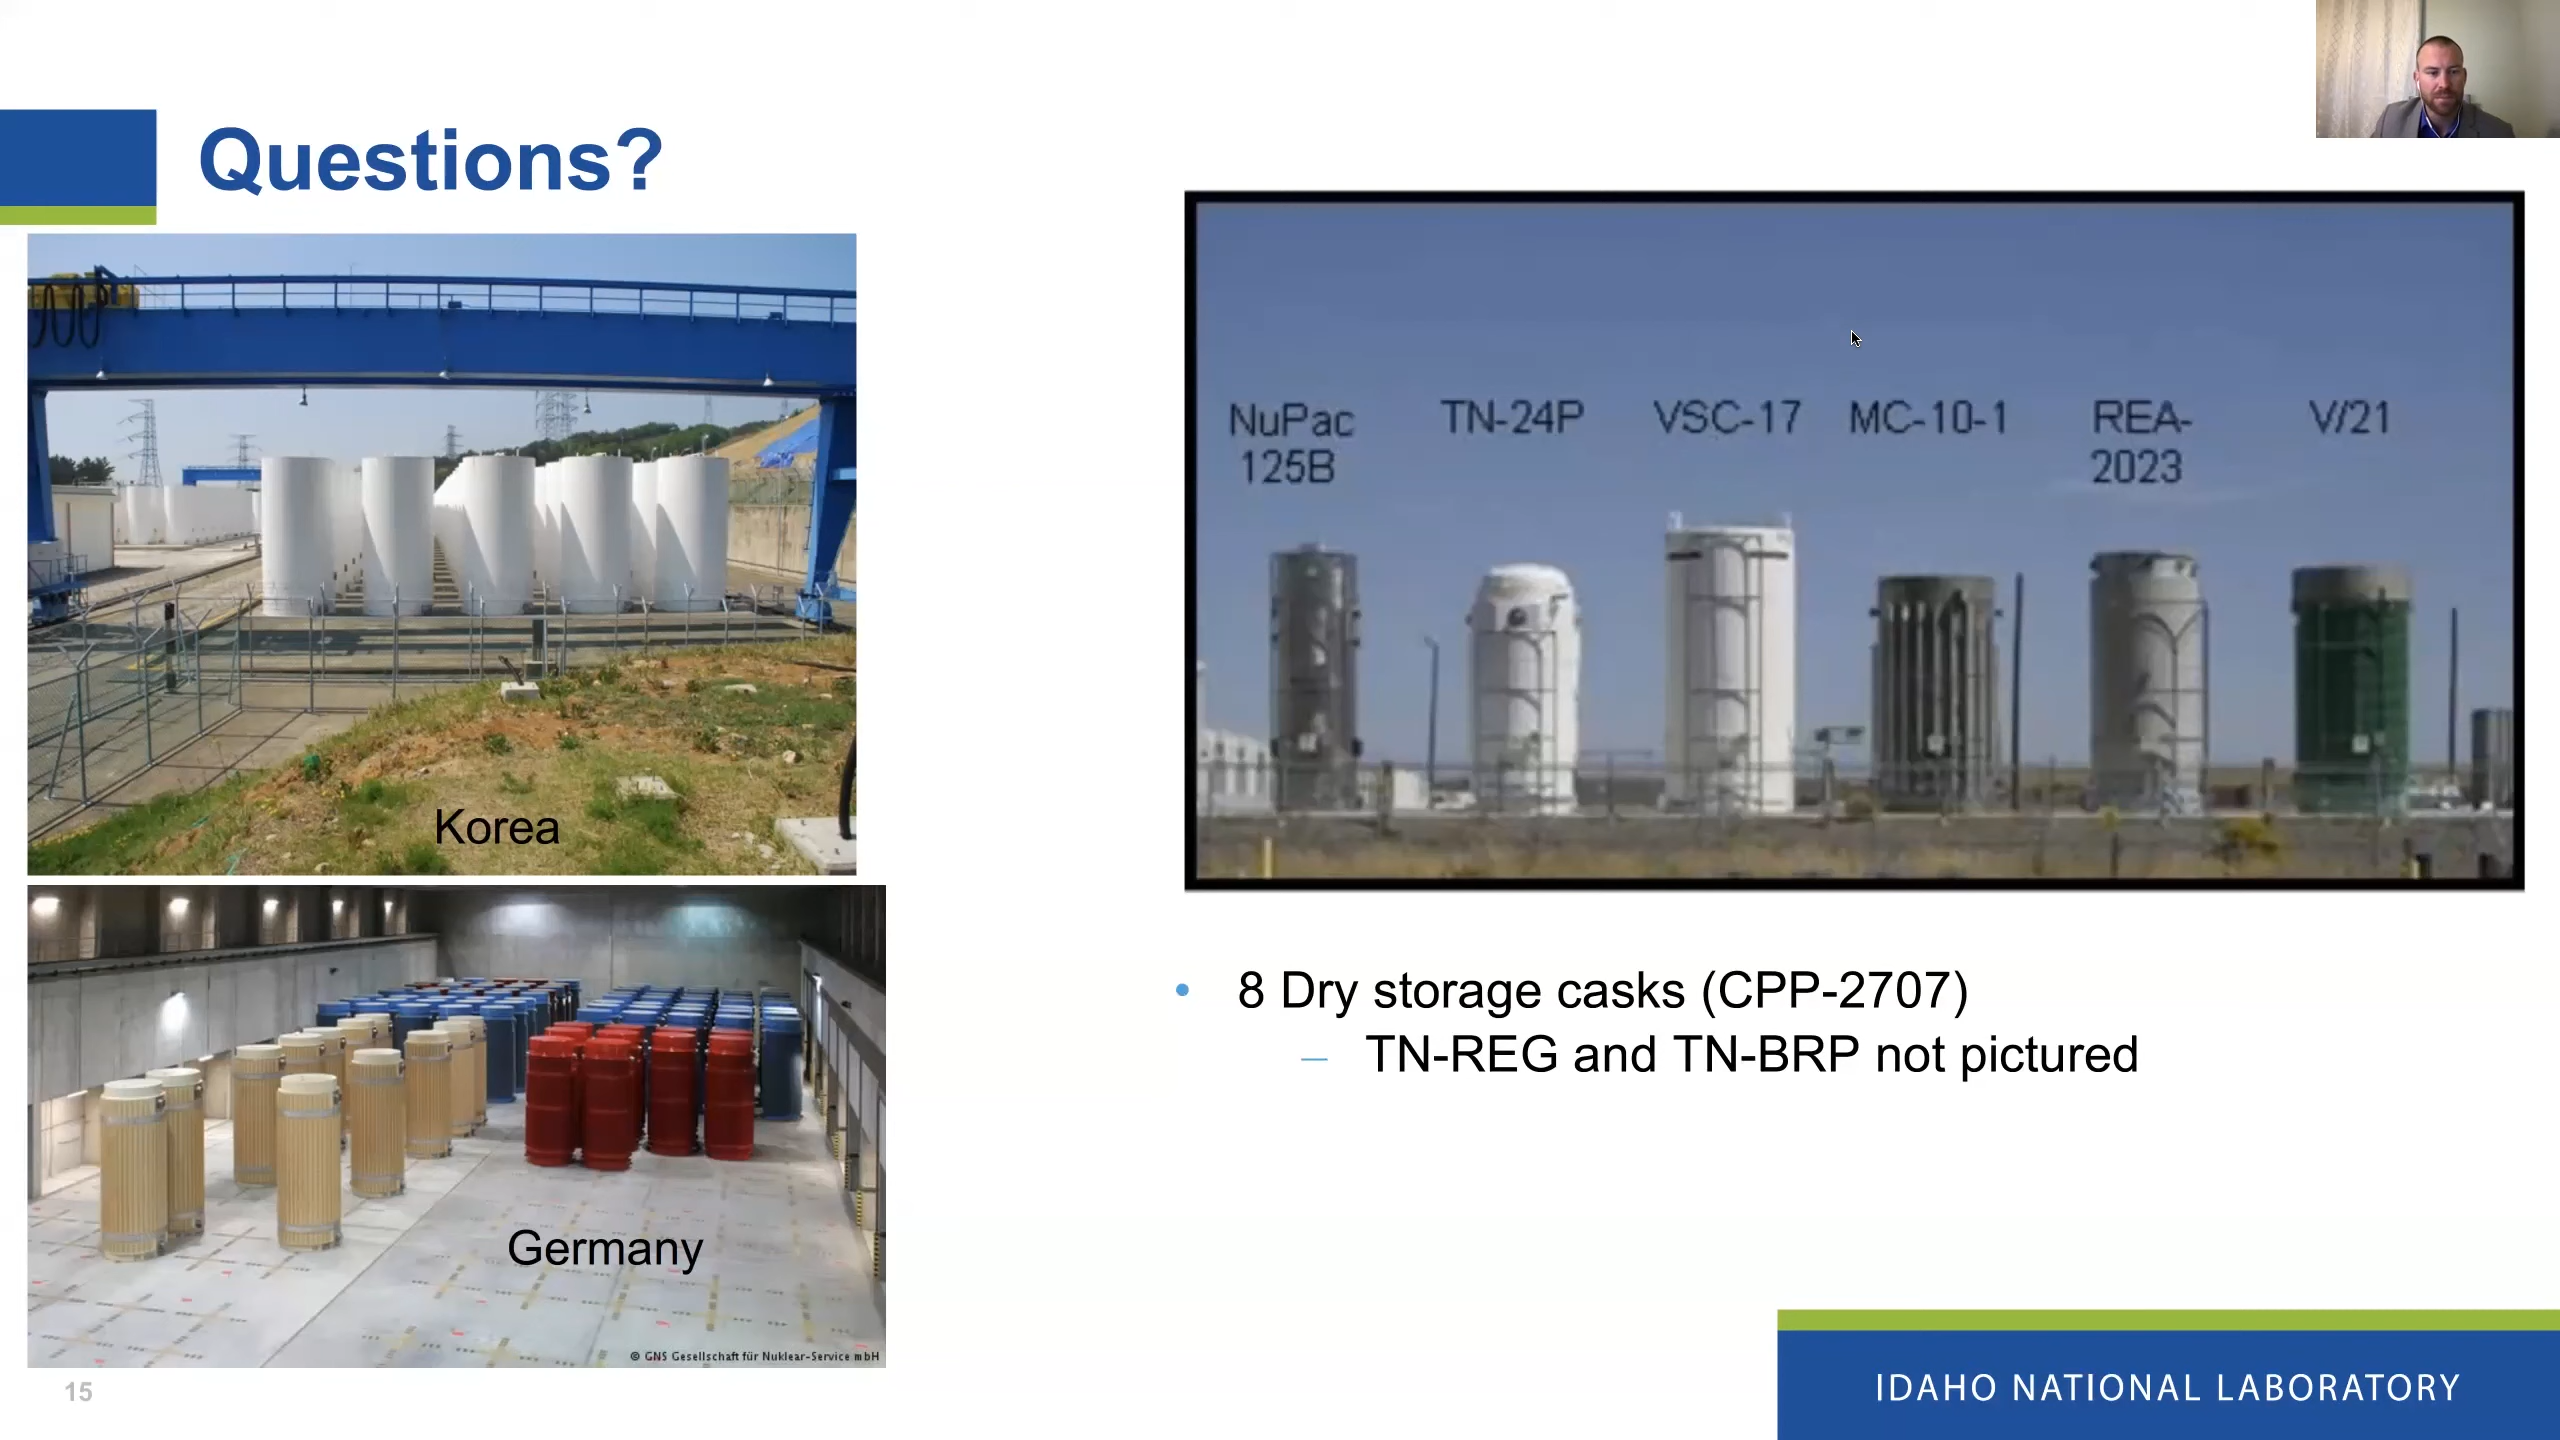 Questions?
Korea
Germany
© GNS Gesellschaft für Nuklear-Service mbH
NuPac
125B
TN-24P
VSC-17
MC-10-1
REA-
2023
V/21
• 8 Dry storage casks (CPP-2707)
– TN-REG and TN-BRP not pictured
15
IDAHO NATIONAL LABORATORY